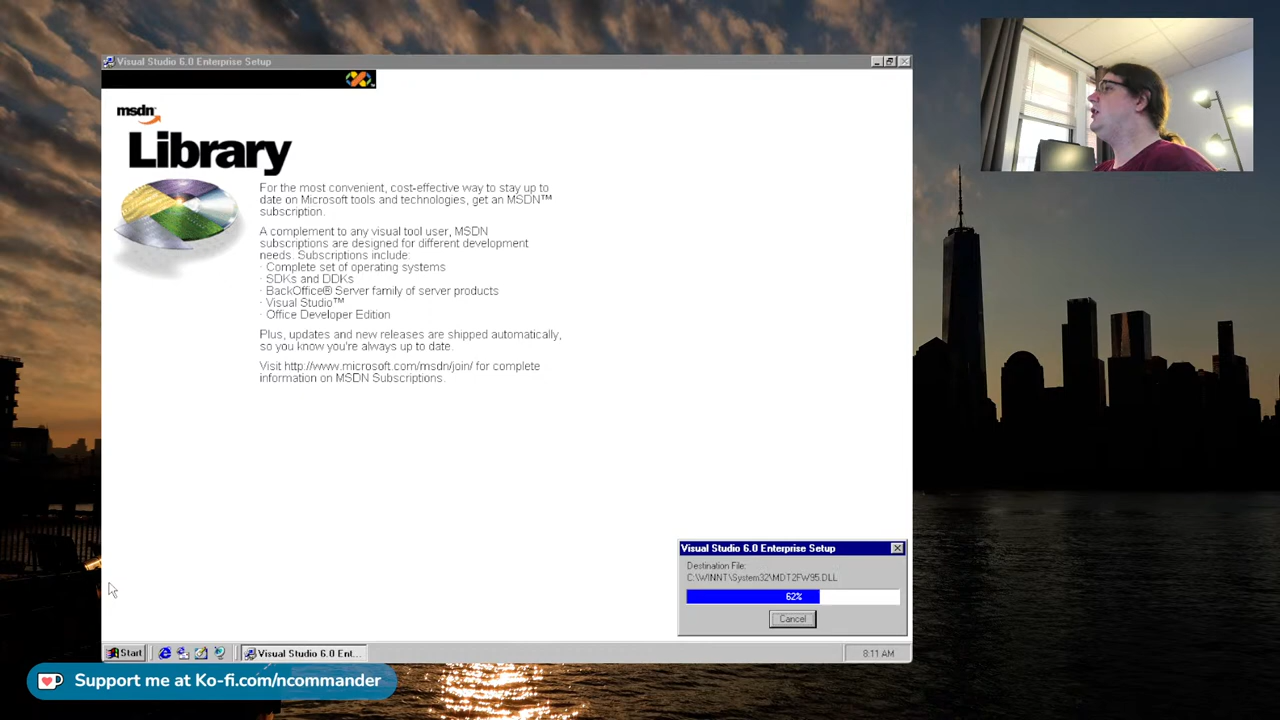 Visual Studio 6.0 Enterprise Setup
msdn™
Library
For the most convenient, cost-effective way to stay up to
date on Microsoft tools and technologies, get an MSDN™
subscription.
A complement to any visual tool user, MSDN
subscriptions are designed for different development
needs. Subscriptions include:
· Complete set of operating systems
· SDKs and DDKs
· BackOffice® Server family of server products
· Visual Studio™
· Office Developer Edition
Plus, updates and new releases are shipped automatically,
so you know you're always up to date.
Visit http://www.microsoft.com/msdn/join/ for complete
information on MSDN Subscriptions.
Visual Studio 6.0 Enterprise Setup
Destination File:
C:\WINNT\System32\MDT2FW95.DLL
62%
Cancel
Start
Visual Studio 6.0 Ent...
8:11 AM
Support me at Ko-fi.com/ncommander